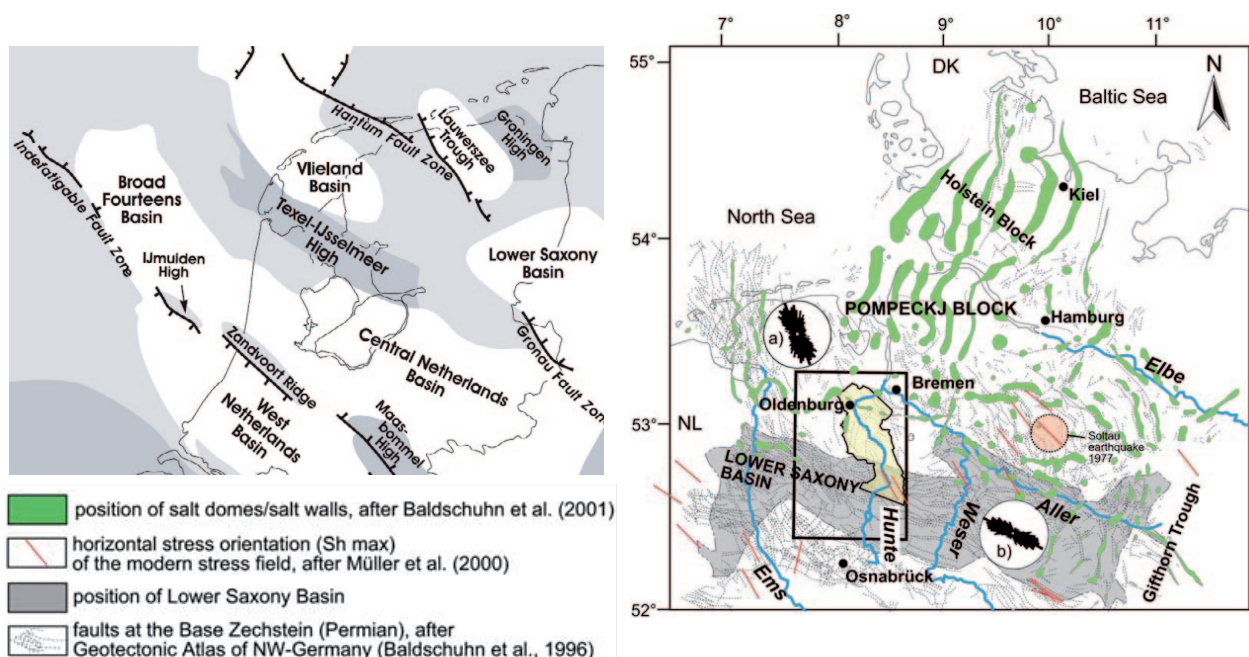 Indefatigable Fault Zone
Broad
Fourteens
Basin
IJmuiden
High
Hantum Fault Zone
Vlieland
Basin
Texel-IJsselmeer
High
Lauwerszee
Trough
Groningen
High
Lower Saxony
Basin
Zandvoort Ridge
West
Netherlands
Basin
Central Netherlands
Basin
Maas-
bommel
High
Gronau Fault Zone
position of salt domes/salt walls, after Baldschuhn et al. (2001)
horizontal stress orientation (Sh max)
of the modern stress field, after Müller et al. (2000)
position of Lower Saxony Basin
faults at the Base Zechstein (Permian), after
Geotectonic Atlas of NW-Germany (Baldschuhn et al., 1996)
7° 8° 9° 10° 11°
55°
54°
53°
52°
DK
Baltic Sea
N
Kiel
Holstein Block
North Sea
POMPECKJ BLOCK
Hamburg
a)
Elbe
Bremen
Oldenburg
NL
Soltau
earthquake
1977
LOWER SAXONY
BASIN
Hunte
Weser
Aller
b)
Gifthorn Trough
Ems
Osnabrück